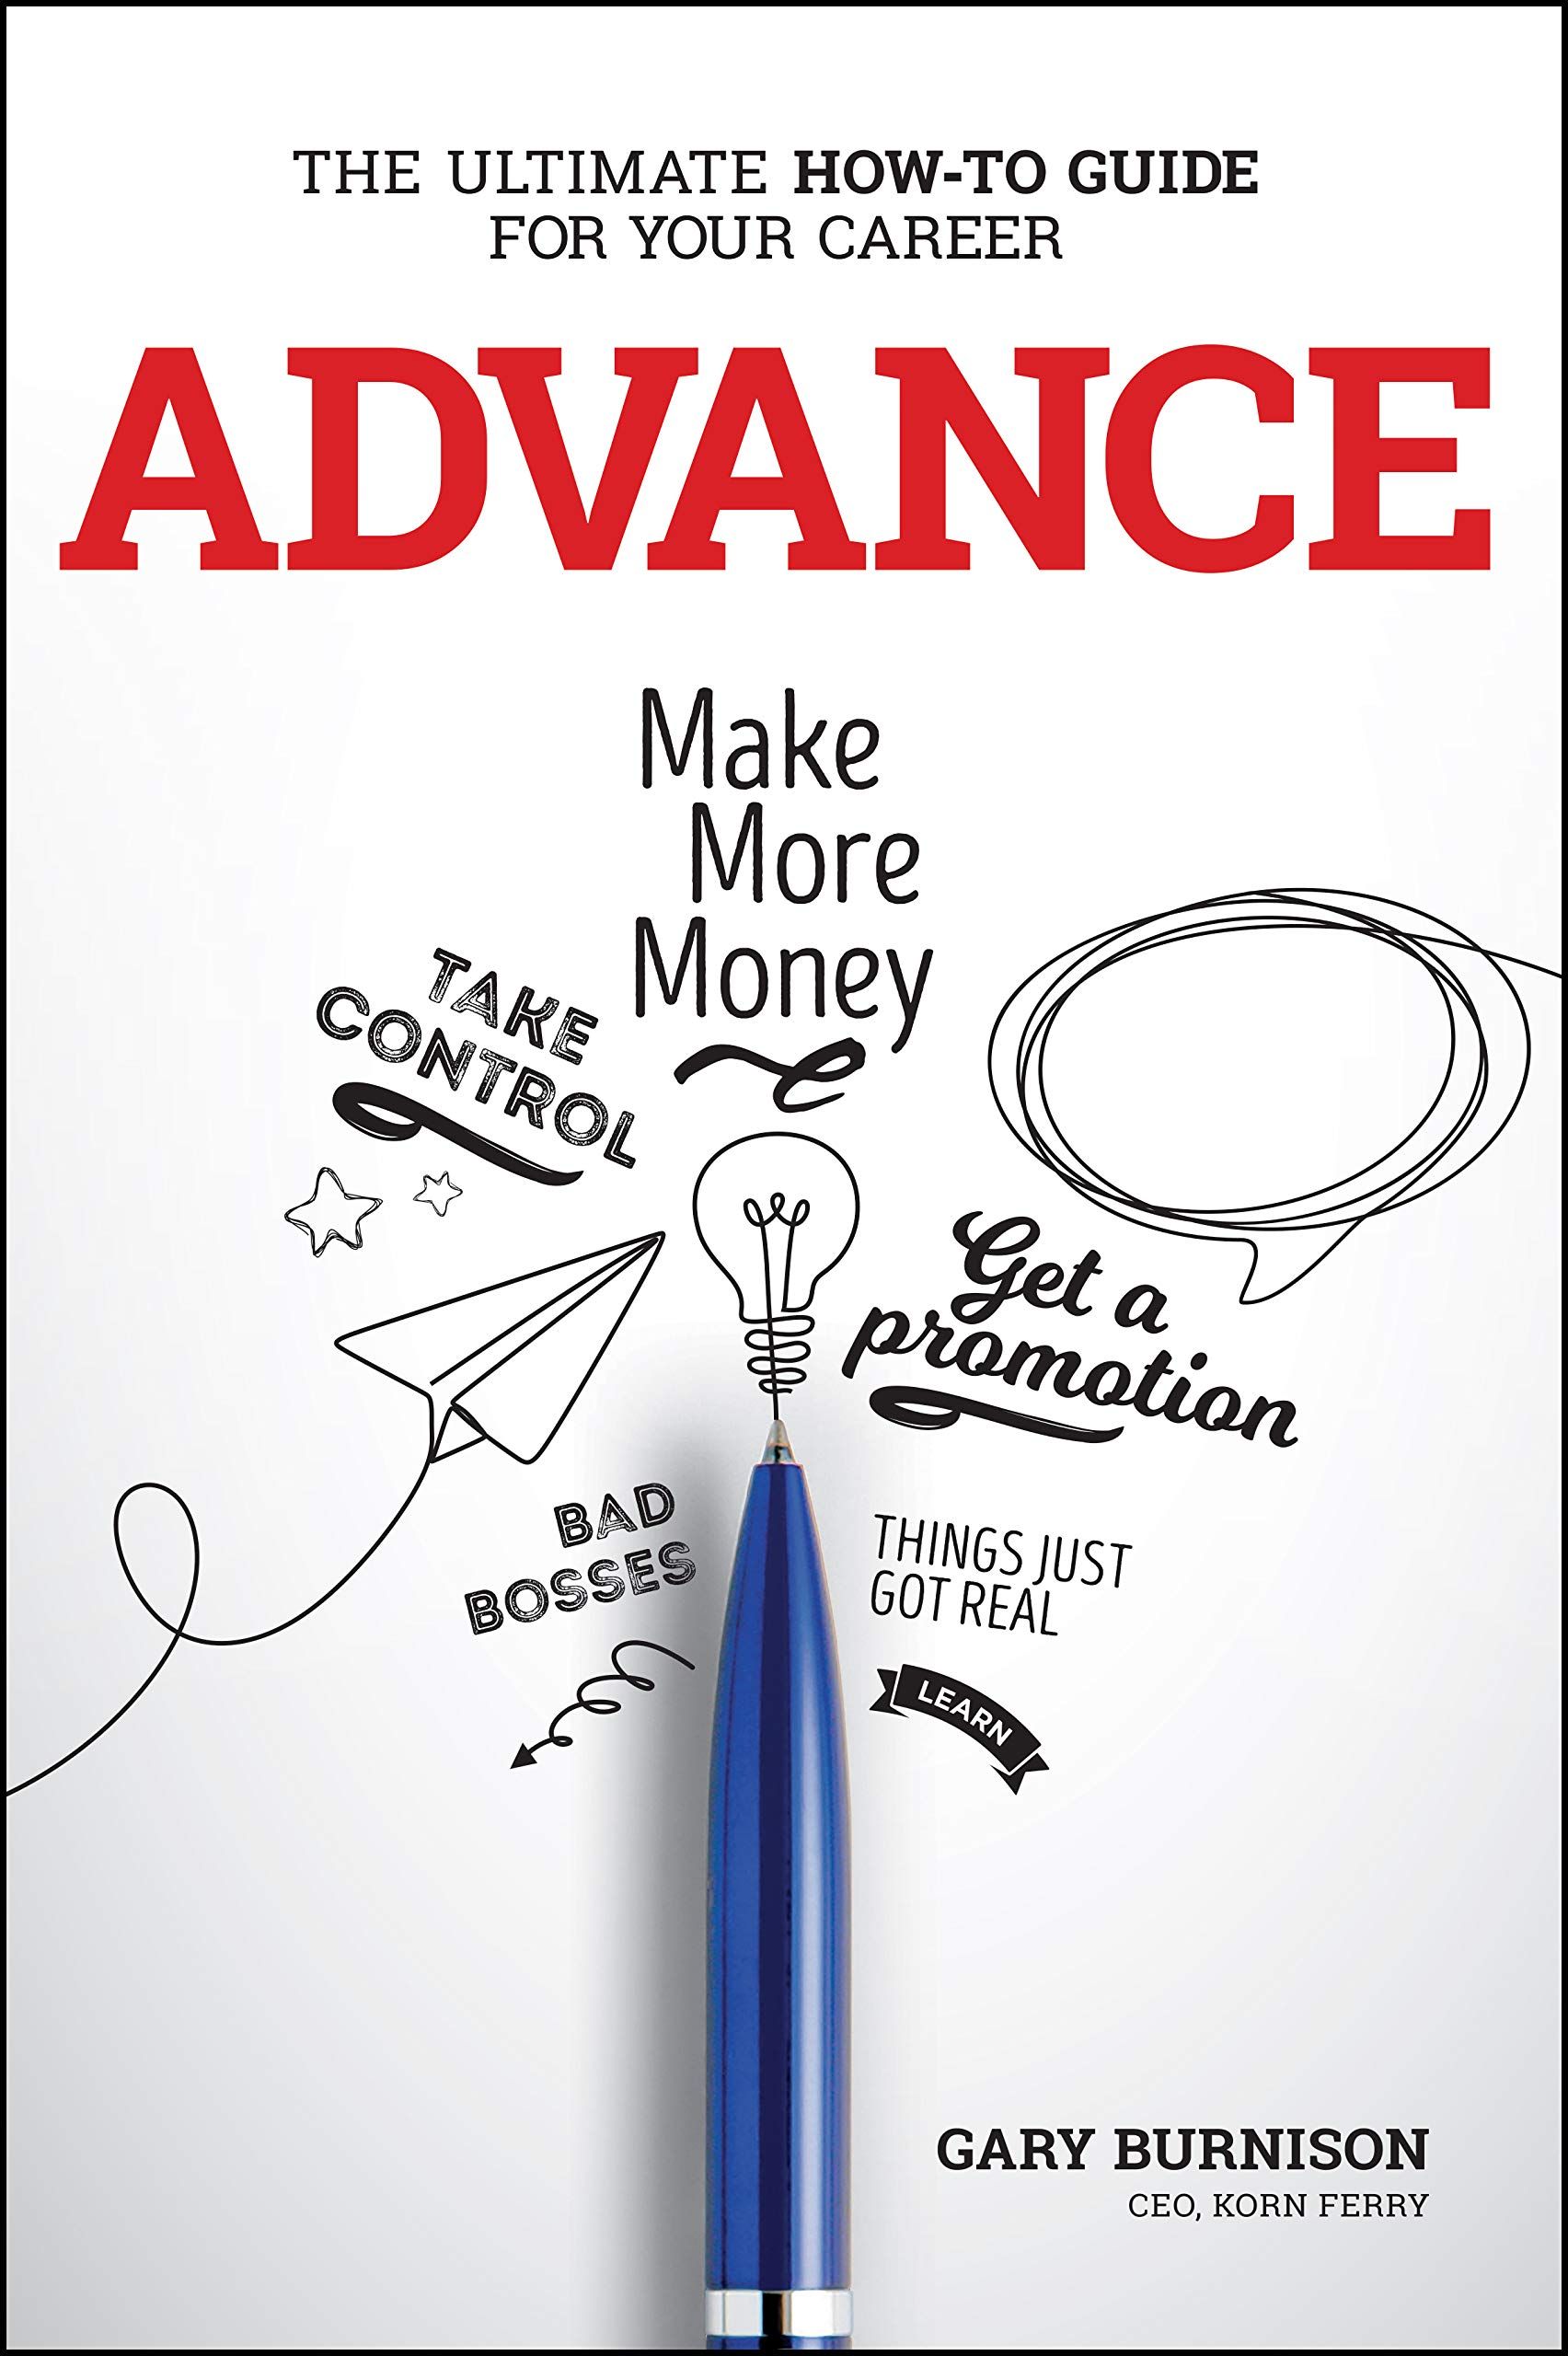 THE ULTIMATE HOW-TO GUIDE
FOR YOUR CAREER
ADVANCE
Make
More
Money
TAKE
CONTROL
Get a
promotion
BAD
BOSSES
THINGS JUST
GOT REAL
LEARN
GARY BURNISON
CEO, KORN FERRY